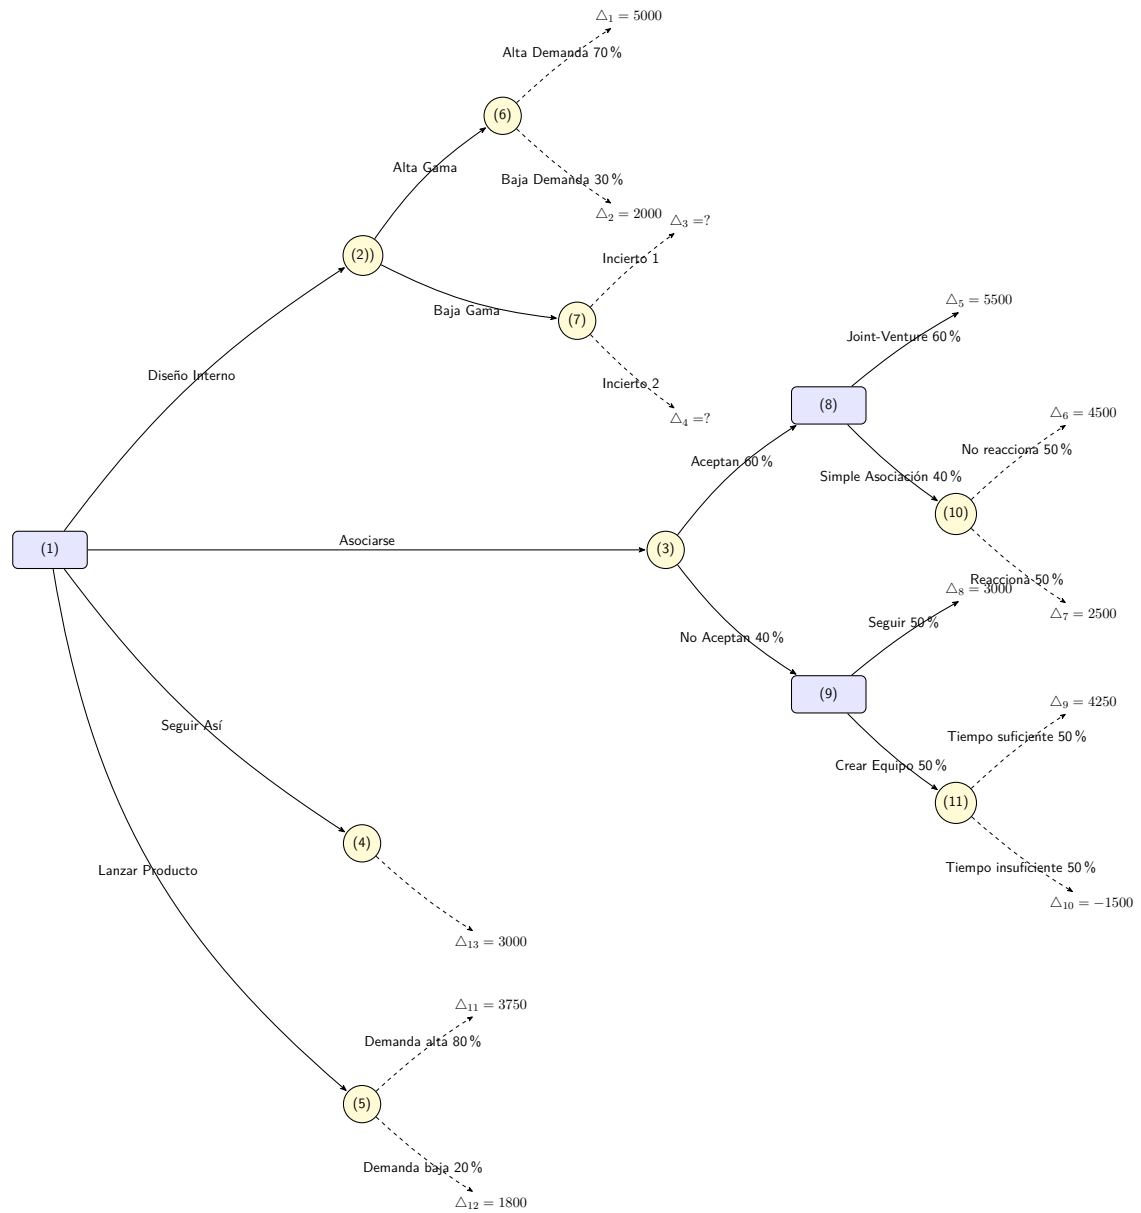 △₁ = 5000
Alta Demanda 70 %
(6)
Alta Gama
Baja Demanda 30 %
△₂ = 2000
△₃ =?
(2))
Incierto 1
Baja Gama
(7)
Incierto 2
△₄ =?
Diseño Interno
△₅ = 5500
Joint-Venture 60 %
(8)
△₆ = 4500
No reacciona 50 %
Aceptan 60 %
Simple Asociación 40 %
(10)
(1)
Asociarse
(3)
Reacciona 50 %
△₈ = 3000
△₇ = 2500
Seguir 50 %
No Aceptan 40 %
(9)
△₉ = 4250
Tiempo suficiente 50 %
Seguir Así
Crear Equipo 50 %
(11)
(4)
Tiempo insuficiente 50 %
Lanzar Producto
△₁₀ = −1500
△₁₃ = 3000
△₁₁ = 3750
Demanda alta 80 %
(5)
Demanda baja 20 %
△₁₂ = 1800